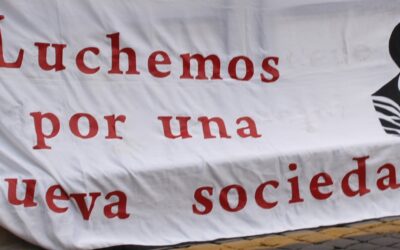 Luchemos
por una
ueva socieda